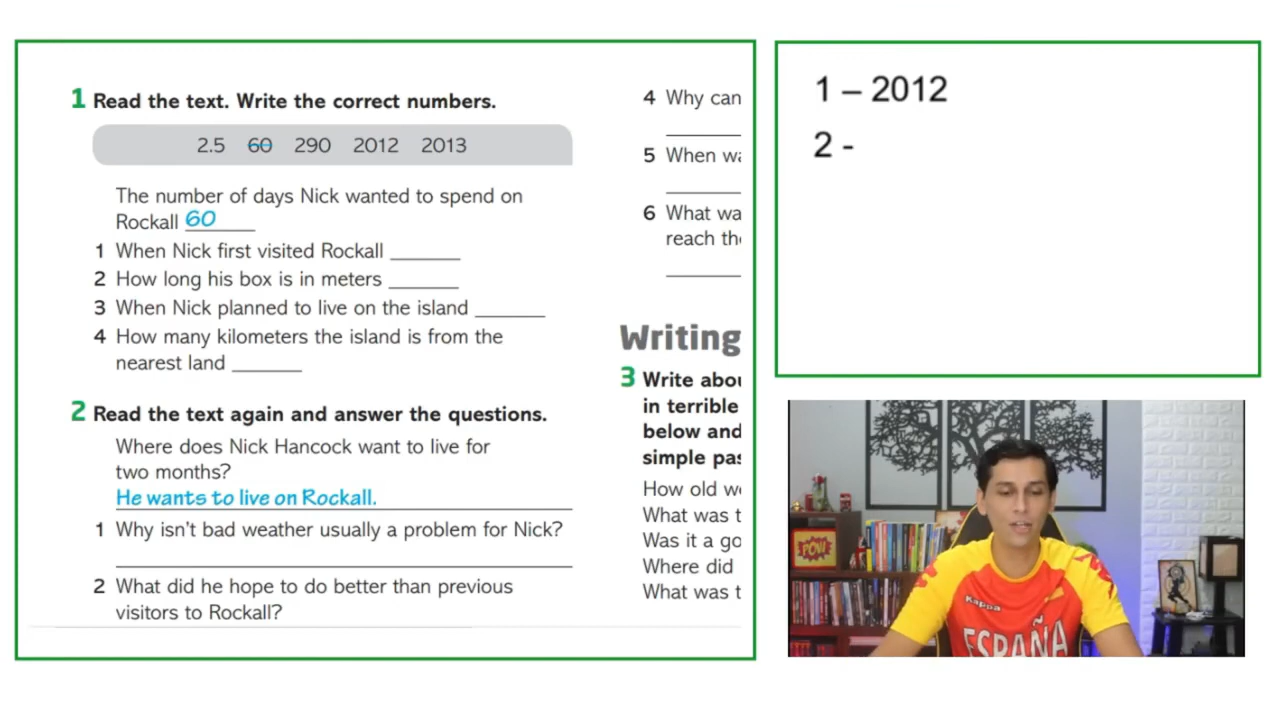 1 Read the text. Write the correct numbers.
2.5 60 290 2012 2013
The number of days Nick wanted to spend on
Rockall 60
1 When Nick first visited Rockall ______
2 How long his box is in meters ______
3 When Nick planned to live on the island ______
4 How many kilometers the island is from the
nearest land ______
2 Read the text again and answer the questions.
Where does Nick Hancock want to live for
two months?
He wants to live on Rockall.
1 Why isn't bad weather usually a problem for Nick?
2 What did he hope to do better than previous
visitors to Rockall?
4 Why can
5 When wa
6 What wa
reach the
Writing
3 Write abou
in terrible
below and
simple pas
How old we
What was t
Was it a go
Where did
What was t
1 – 2012
2 -
POW
Kappa
ESPAÑA